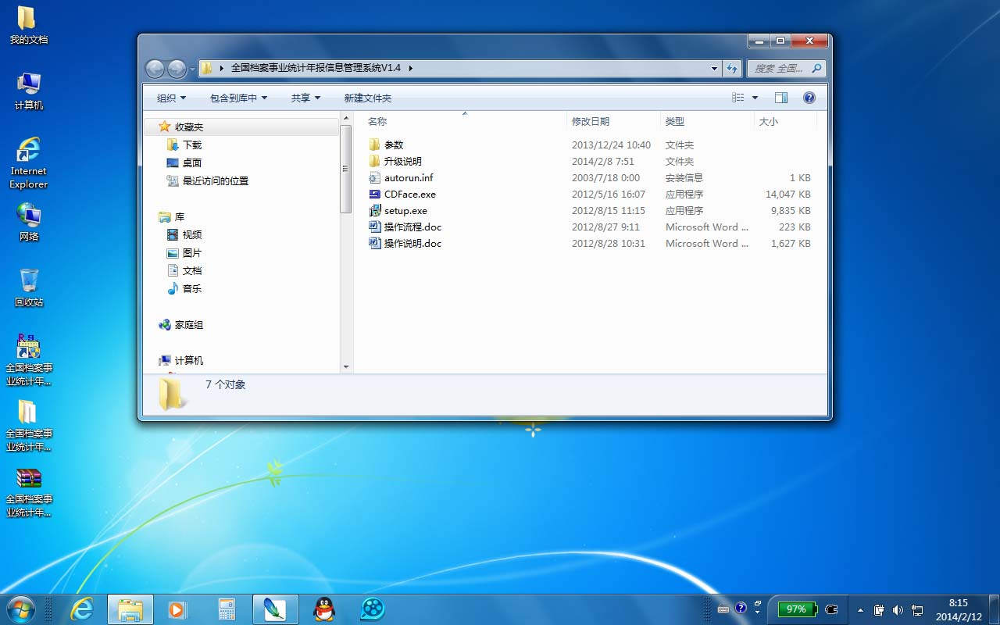 我的文档
计算机
Internet
Explorer
网络
回收站
全国档案事
业统计年...
全国档案事
业统计年...
全国档案事
业统计年...
全国档案事业统计年报信息管理系统V1.4
搜索 全国...
组织 包含到库中 共享 新建文件夹
收藏夹
下载
桌面
最近访问的位置
库
视频
图片
文档
音乐
家庭组
计算机
名称 修改日期 类型 大小
参数 2013/12/24 10:40 文件夹
升级说明 2014/2/8 7:51 文件夹
autorun.inf 2003/7/18 0:00 安装信息 1 KB
CDFace.exe 2012/5/16 16:07 应用程序 14,047 KB
setup.exe 2012/8/15 11:15 应用程序 9,835 KB
操作流程.doc 2012/8/27 9:11 Microsoft Word ... 223 KB
操作说明.doc 2012/8/28 10:31 Microsoft Word ... 1,627 KB
7 个对象
97%
8:15
2014/2/12